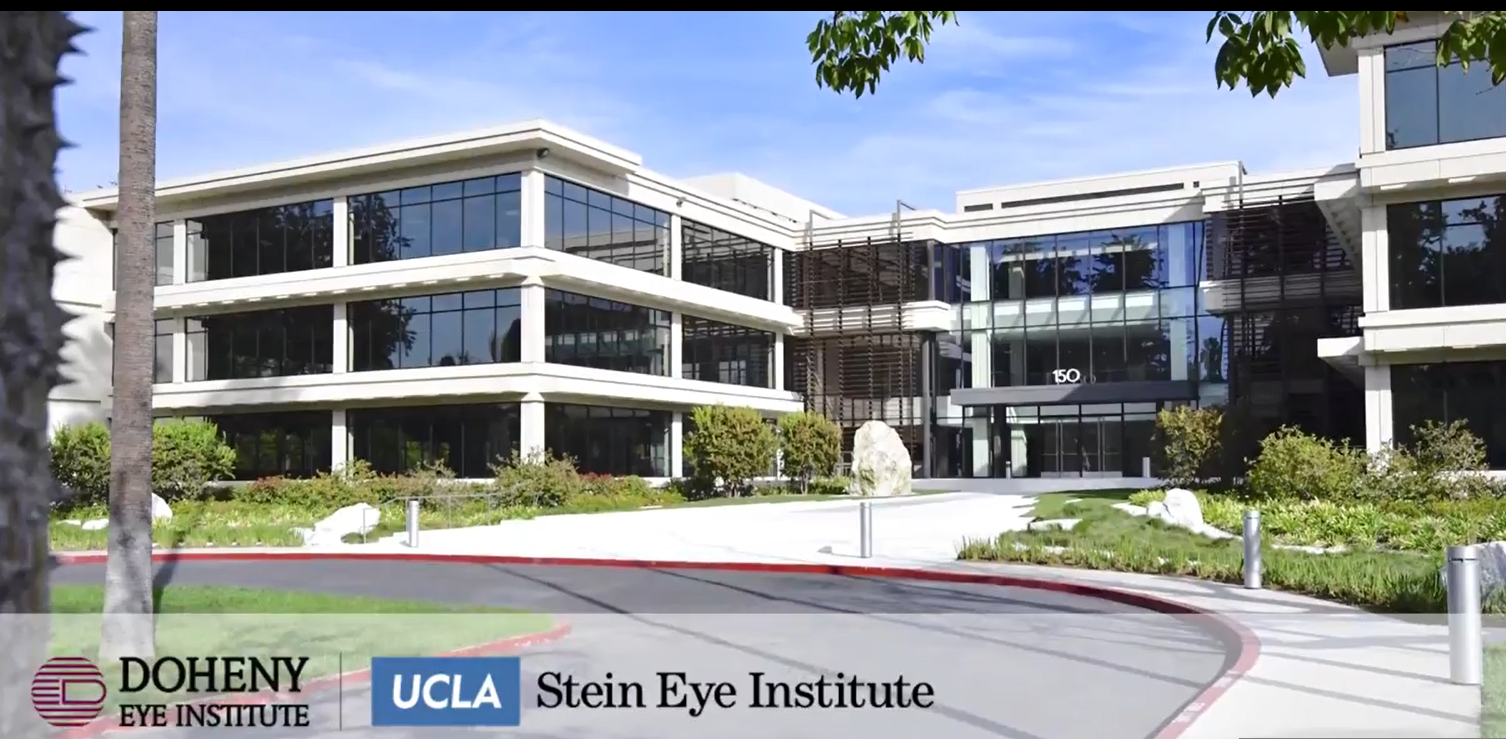 150
DOHENY
EYE INSTITUTE
UCLA Stein Eye Institute